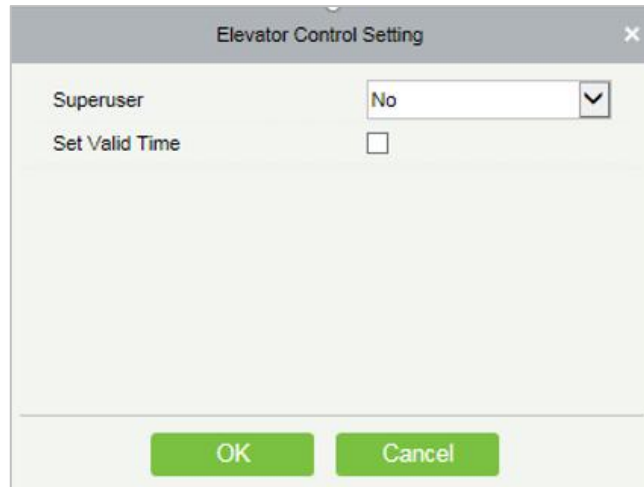 Elevator Control Setting
Superuser No
Set Valid Time
OK Cancel